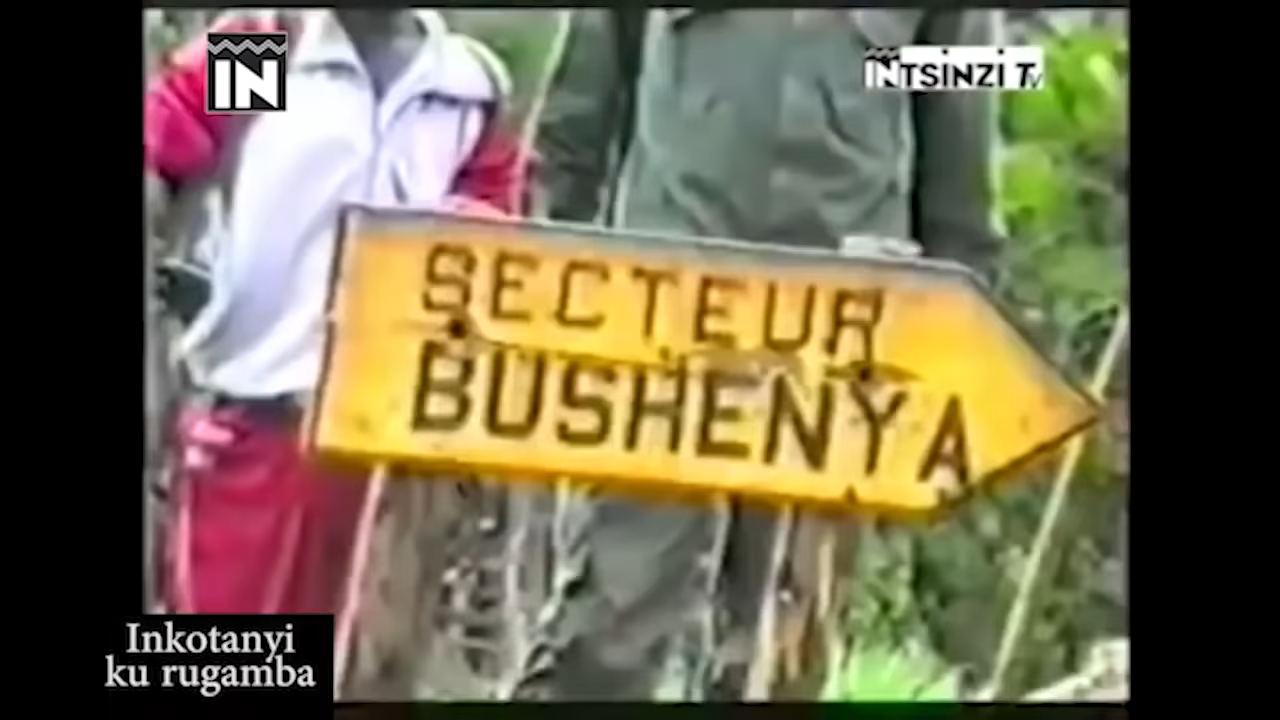 IN
INTSINZI TV
SECTEUR
BUSHENYA
Inkotanyi
ku rugamba